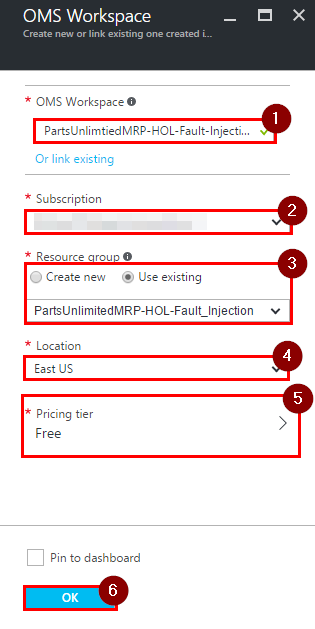 OMS Workspace
Create new or link existing one created i...
* OMS Workspace
1
PartsUnlimtiedMRP-HOL-Fault-Injecti...
Or link existing
* Subscription
2
* Resource group
3
Create new Use existing
PartsUnlimitedMRP-HOL-Fault_Injection
* Location
4
East US
5
* Pricing tier
Free
Pin to dashboard
6
OK